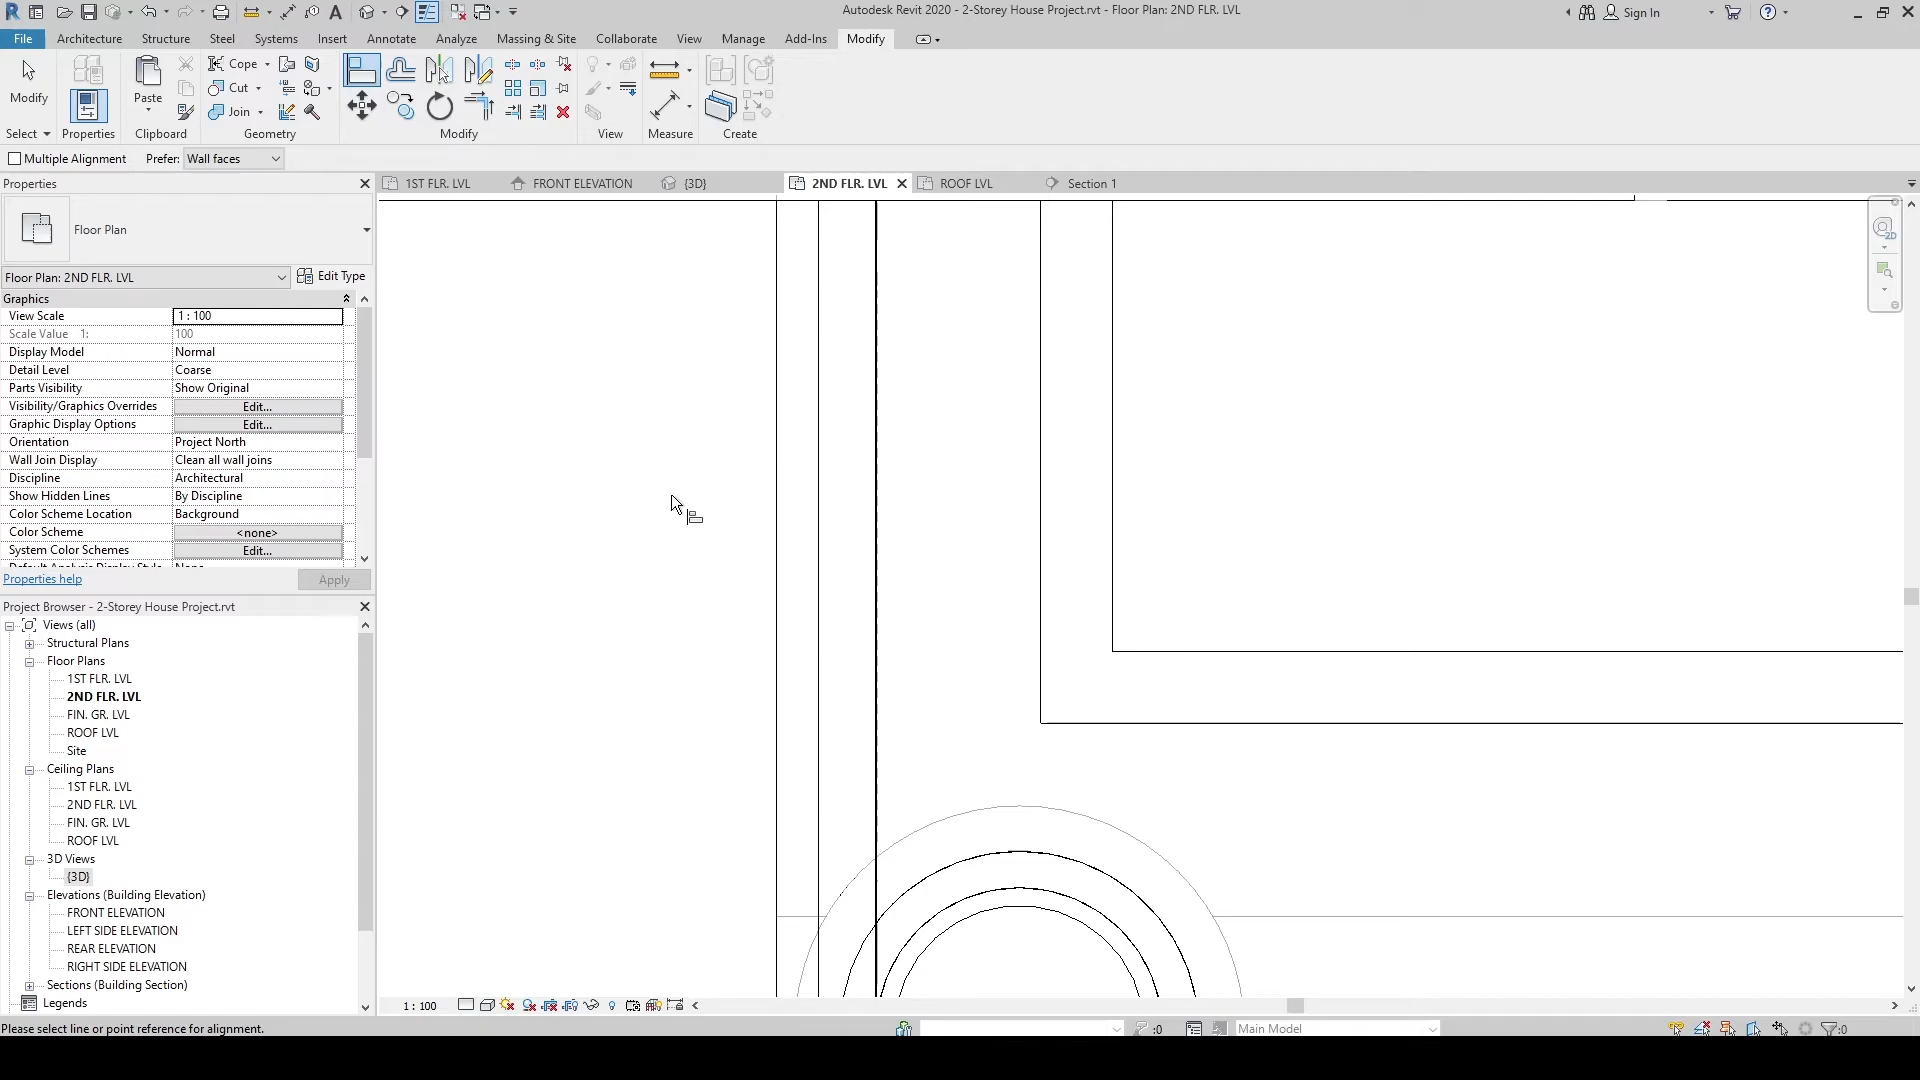 Autodesk Revit 2020 - 2-Storey House Project.rvt - Floor Plan: 2ND FLR. LVL
Sign In
File Architecture Structure Steel Systems Insert Annotate Analyze Massing & Site Collaborate View Manage Add-Ins Modify
Modify
Paste
Cope
Cut
Join
Select Properties Clipboard Geometry Modify View Measure Create
Multiple Alignment Prefer: Wall faces
Properties
1ST FLR. LVL FRONT ELEVATION {3D} 2ND FLR. LVL ROOF LVL Section 1
Floor Plan
Floor Plan: 2ND FLR. LVL Edit Type
Graphics
View Scale 1 : 100
Scale Value 1: 100
Display Model Normal
Detail Level Coarse
Parts Visibility Show Original
Visibility/Graphics Overrides Edit...
Graphic Display Options Edit...
Orientation Project North
Wall Join Display Clean all wall joins
Discipline Architectural
Show Hidden Lines By Discipline
Color Scheme Location Background
Color Scheme <none>
System Color Schemes Edit...
Default Analysis Display Style None
Properties help Apply
Project Browser - 2-Storey House Project.rvt
Views (all)
Structural Plans
Floor Plans
1ST FLR. LVL
2ND FLR. LVL
FIN. GR. LVL
ROOF LVL
Site
Ceiling Plans
1ST FLR. LVL
2ND FLR. LVL
FIN. GR. LVL
ROOF LVL
3D Views
{3D}
Elevations (Building Elevation)
FRONT ELEVATION
LEFT SIDE ELEVATION
REAR ELEVATION
RIGHT SIDE ELEVATION
Sections (Building Section)
Legends
1 : 100
Please select line or point reference for alignment. :0 Main Model :0